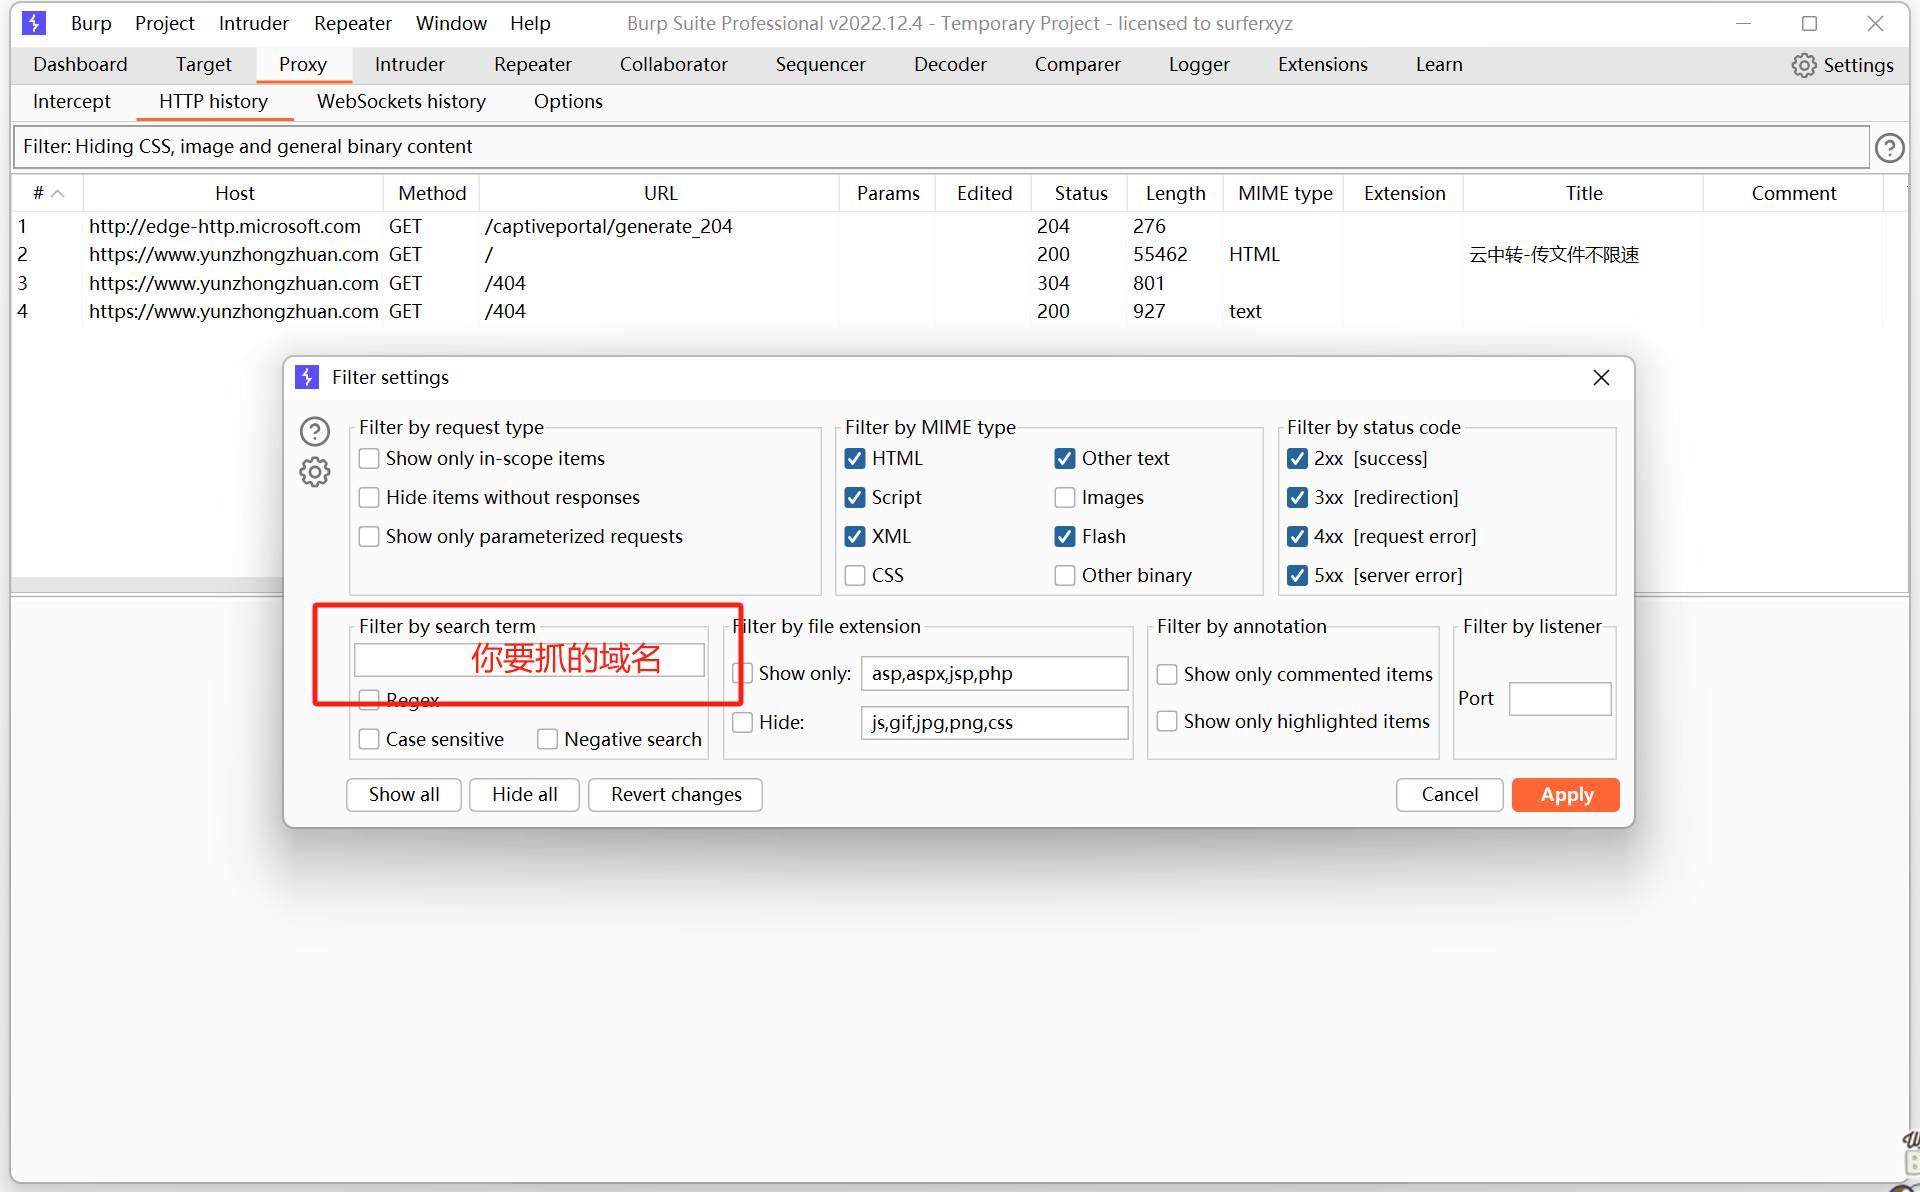 Burp Project Intruder Repeater Window Help Burp Suite Professional v2022.12.4 - Temporary Project - licensed to surferxyz
Dashboard Target Proxy Intruder Repeater Collaborator Sequencer Decoder Comparer Logger Extensions Learn Settings
Intercept HTTP history WebSockets history Options
Filter: Hiding CSS, image and general binary content
# Host Method URL Params Edited Status Length MIME type Extension Title Comment
1 http://edge-http.microsoft.com GET /captiveportal/generate_204 204 276
2 https://www.yunzhongzhuan.com GET / 200 55462 HTML 云中转-传文件不限速
3 https://www.yunzhongzhuan.com GET /404 304 801
4 https://www.yunzhongzhuan.com GET /404 200 927 text
Filter settings
Filter by request type Filter by MIME type Filter by status code
Show only in-scope items HTML Other text 2xx [success]
Hide items without responses Script Images 3xx [redirection]
Show only parameterized requests XML Flash 4xx [request error]
CSS Other binary 5xx [server error]
Filter by search term Filter by file extension Filter by annotation Filter by listener
你要抓的域名 Show only: asp,aspx,jsp,php Show only commented items
Regex Port
Hide: js,gif,jpg,png,css Show only highlighted items
Case sensitive Negative search
Show all Hide all Revert changes Cancel Apply